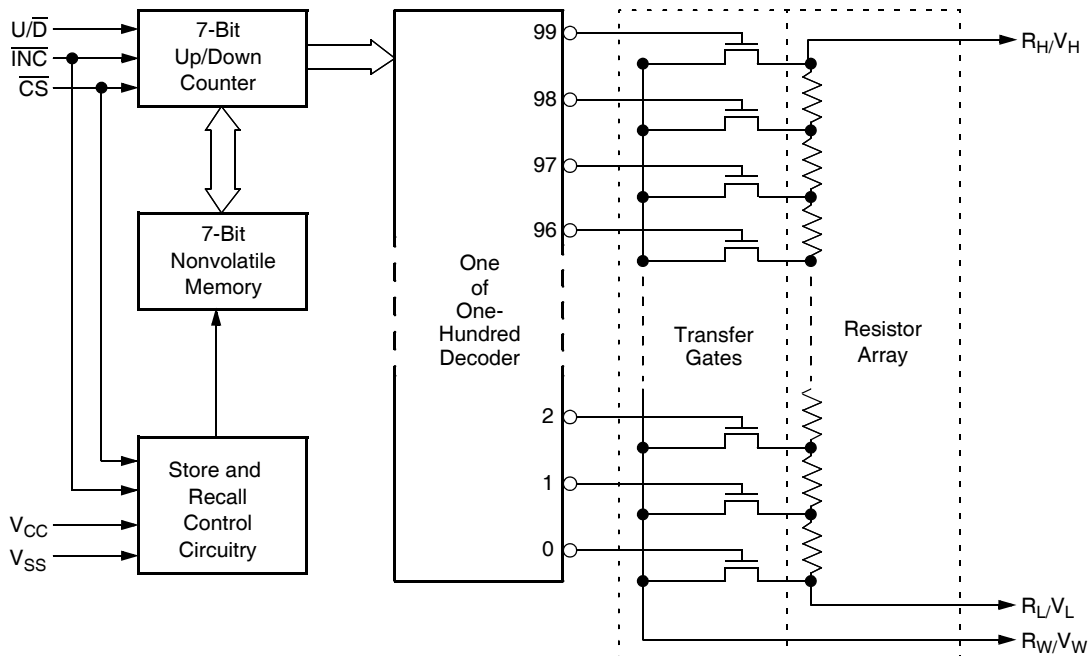 U/D̅
I̅N̅C̅
C̅S̅
7-Bit
Up/Down
Counter
7-Bit
Nonvolatile
Memory
Store and
Recall
Control
Circuitry
VCC
VSS
One
of
One-
Hundred
Decoder
99
98
97
96
2
1
0
Transfer
Gates
Resistor
Array
RH/VH
RL/VL
RW/VW